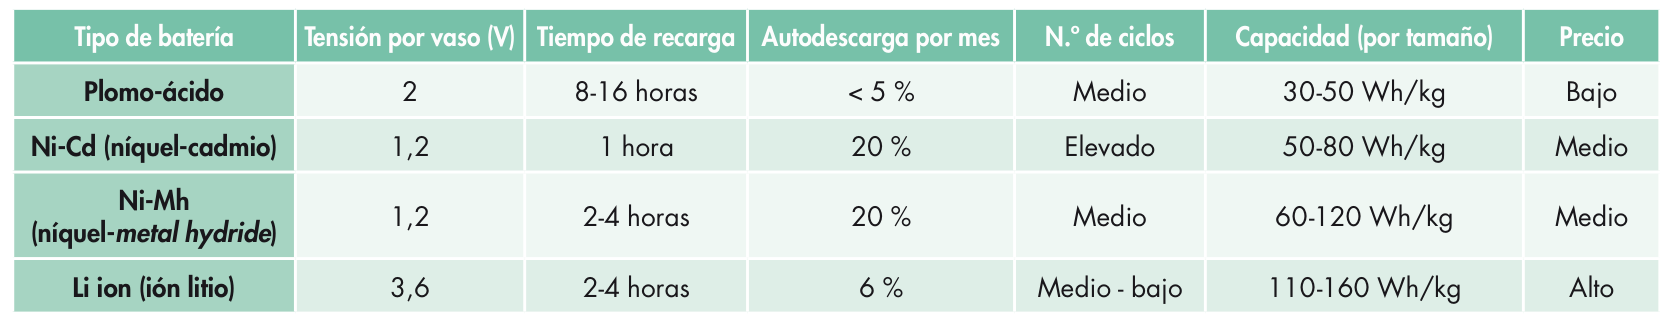 Tipo de batería Tensión por vaso (V) Tiempo de recarga Autodescarga por mes N.º de ciclos Capacidad (por tamaño) Precio
Plomo-ácido 2 8-16 horas < 5 % Medio 30-50 Wh/kg Bajo
Ni-Cd (níquel-cadmio) 1,2 1 hora 20 % Elevado 50-80 Wh/kg Medio
Ni-Mh
(níquel-metal hydride) 1,2 2-4 horas 20 % Medio 60-120 Wh/kg Medio
Li ion (ión litio) 3,6 2-4 horas 6 % Medio - bajo 110-160 Wh/kg Alto